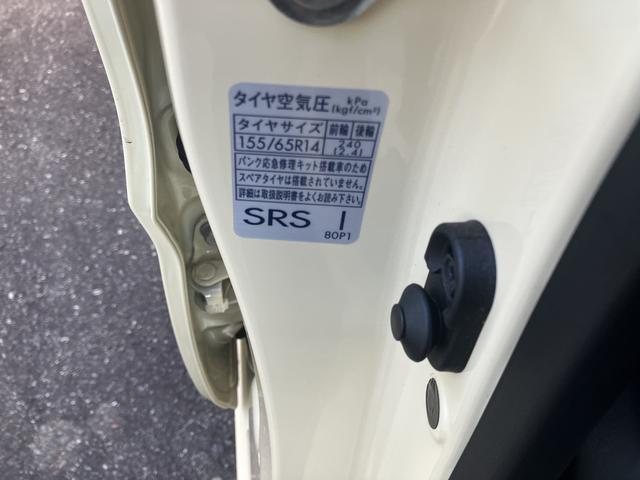 タイヤ空気圧 kPa (kgf/cm²)
タイヤサイズ 前輪 後輪
155/65R14 240 (2.4)
パンク応急修理キット搭載車のため
スペアタイヤは搭載されていません。
詳細は取扱説明書をよくお読み下さい。
SRS I
80P1